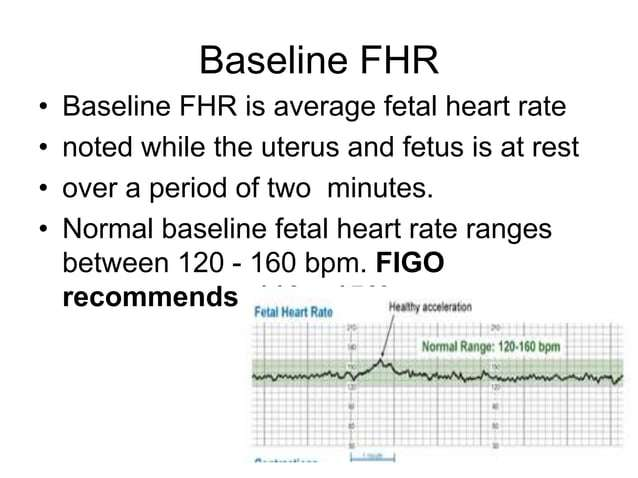 Baseline FHR
• Baseline FHR is average fetal heart rate
• noted while the uterus and fetus is at rest
• over a period of two minutes.
• Normal baseline fetal heart rate ranges
between 120 - 160 bpm. FIGO
recommends
Healthy acceleration
Fetal Heart Rate
Normal Range: 120-160 bpm